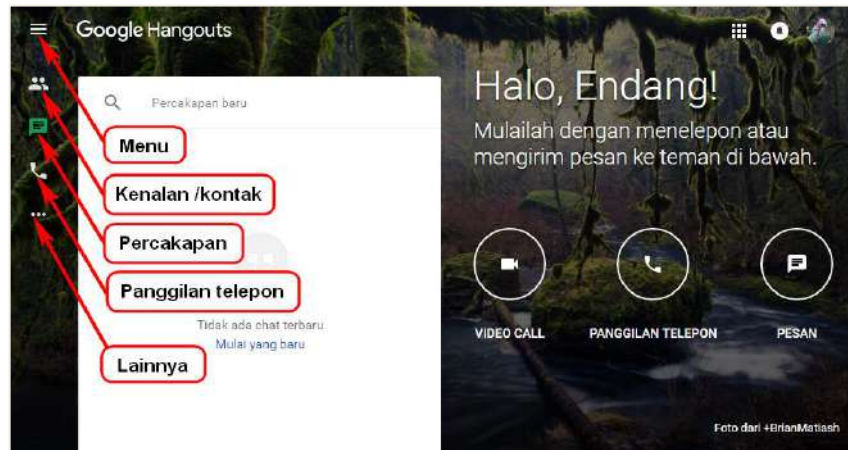 Google Hangouts
Percakapan baru
Menu
Kenalan /kontak
Percakapan
Panggilan telepon
Tidak ada chat terbaru
Mulai yang baru
Lainnya
Halo, Endang!
Mulailah dengan menelepon atau
mengirim pesan ke teman di bawah.
VIDEO CALL
PANGGILAN TELEPON
PESAN
Foto dari +BrianMatiash